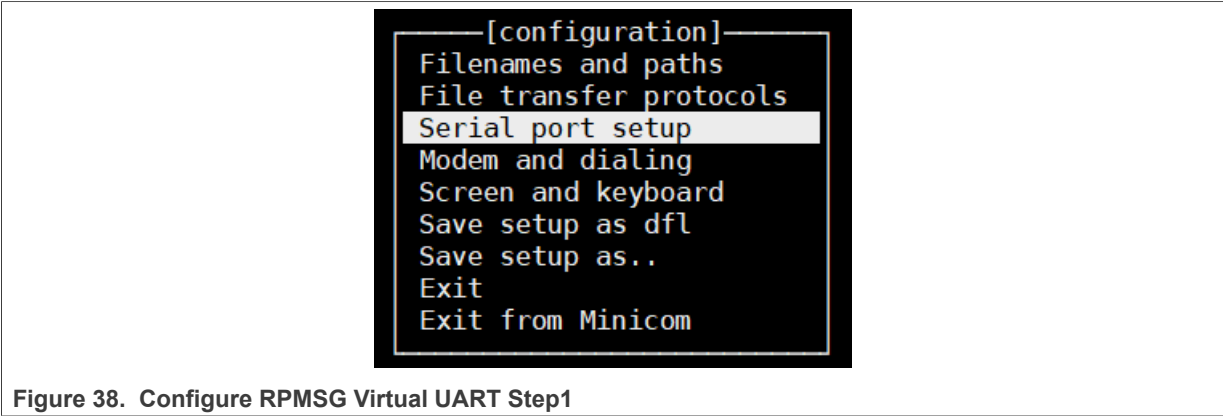 [configuration]
Filenames and paths
File transfer protocols
Serial port setup
Modem and dialing
Screen and keyboard
Save setup as dfl
Save setup as..
Exit
Exit from Minicom
Figure 38. Configure RPMSG Virtual UART Step1